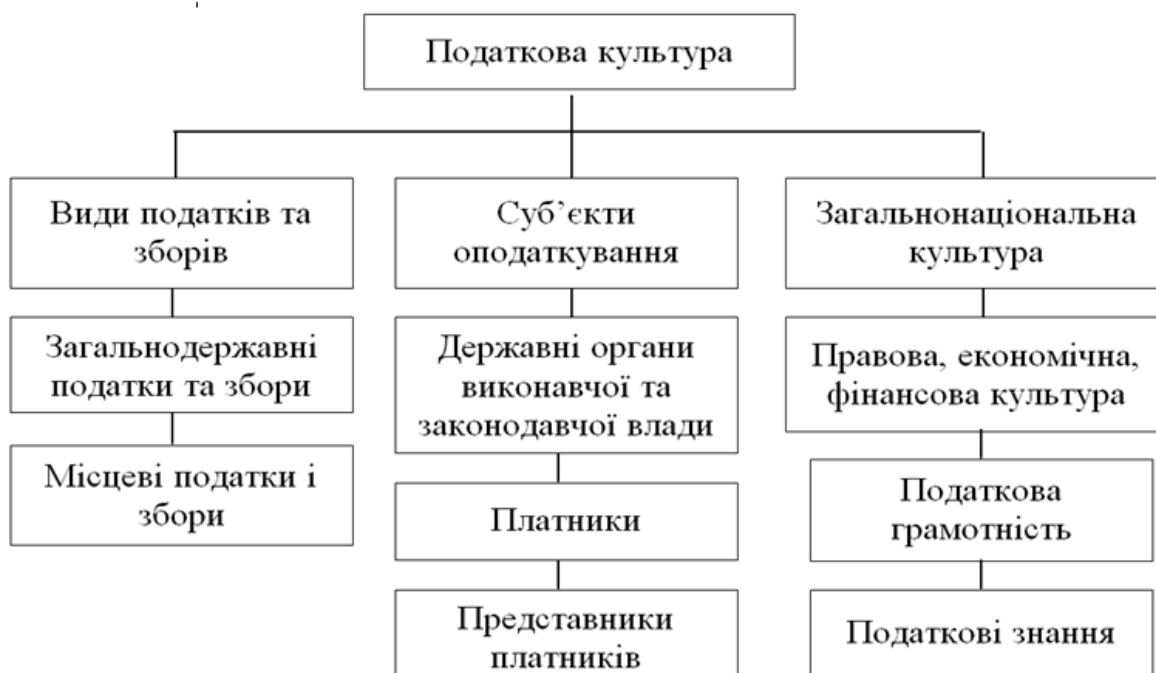 Податкова культура
Види податків та
зборів
Загальнодержавні
податки та збори
Місцеві податки і
збори
Суб’єкти
оподаткування
Державні органи
виконавчої та
законодавчої влади
Платники
Представники
платників
Загальнонаціональна
культура
Правова, економічна,
фінансова культура
Податкова
грамотність
Податкові знання